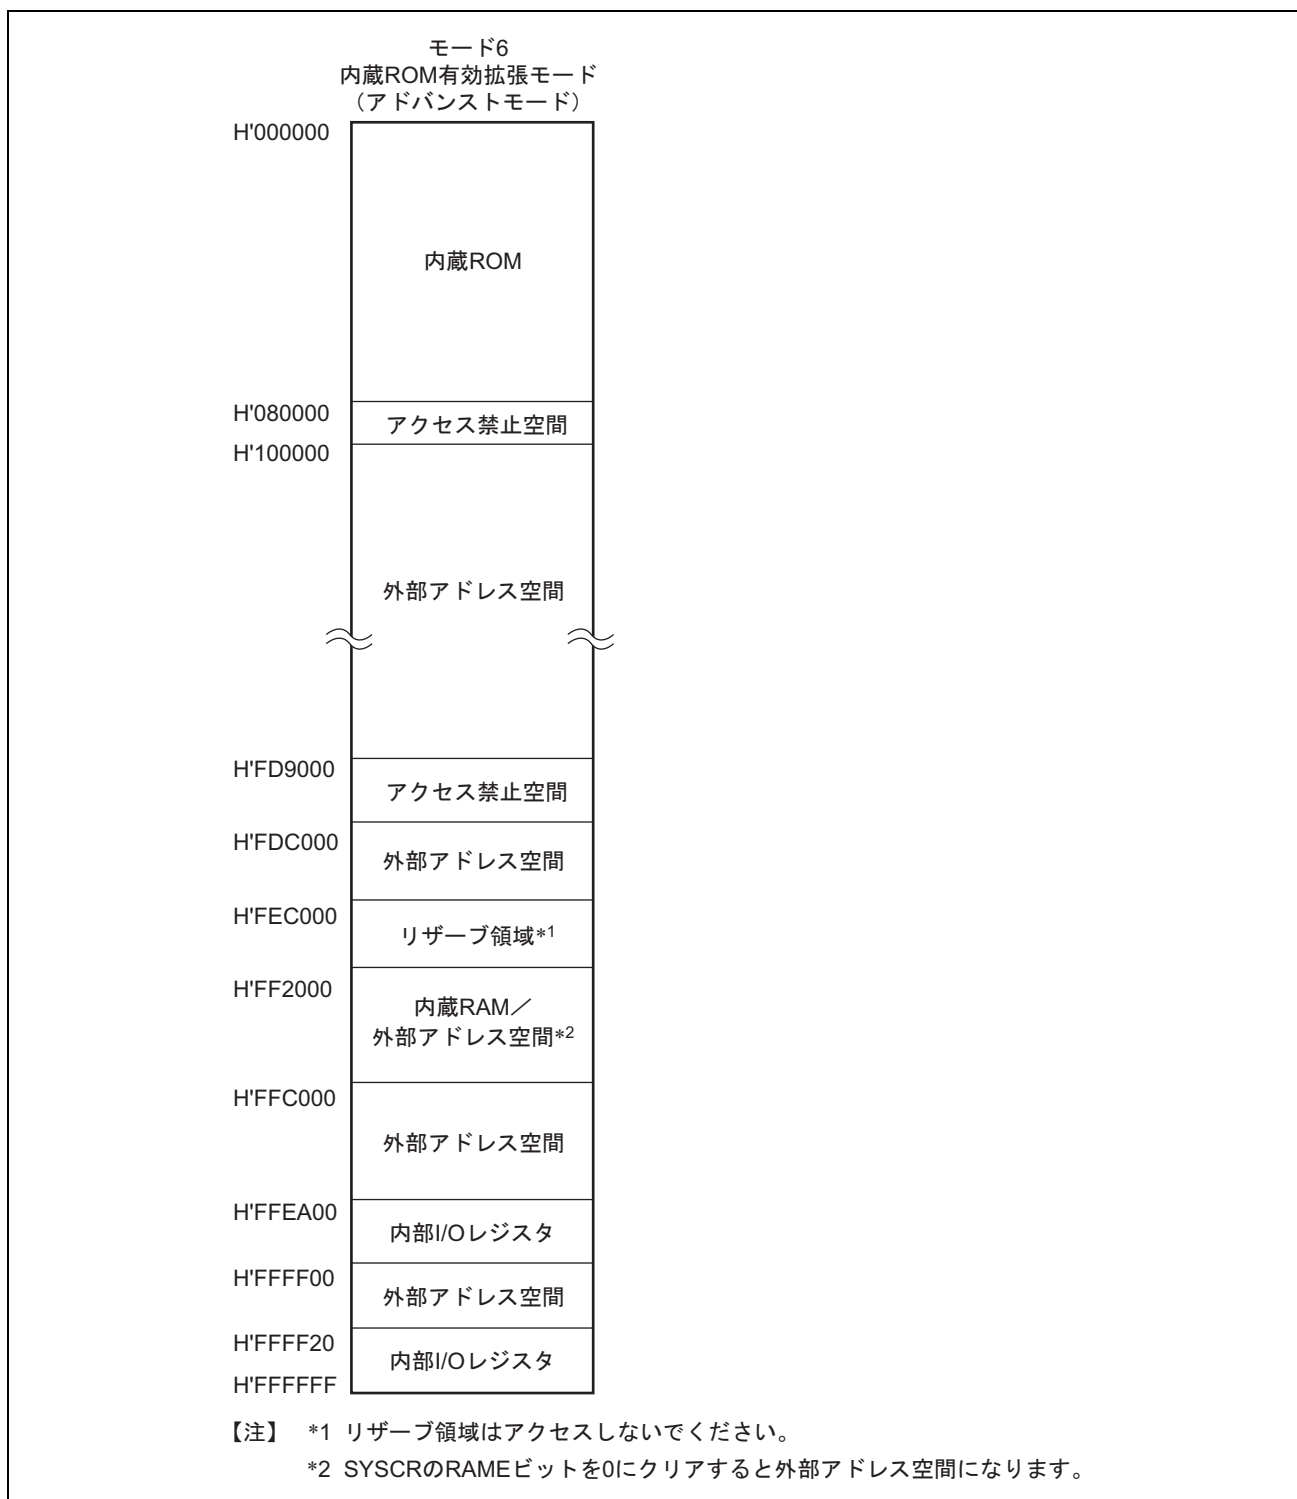 モード6
内蔵ROM有効拡張モード
（アドバンストモード）
H'000000
内蔵ROM
H'080000
アクセス禁止空間
H'100000
外部アドレス空間
H'FD9000
アクセス禁止空間
H'FDC000
外部アドレス空間
H'FEC000
リザーブ領域*1
H'FF2000
内蔵RAM／
外部アドレス空間*2
H'FFC000
外部アドレス空間
H'FFEA00
内部I/Oレジスタ
H'FFFF00
外部アドレス空間
H'FFFF20
内部I/Oレジスタ
H'FFFFFF
【注】 *1 リザーブ領域はアクセスしないでください。
*2 SYSCRのRAMEビットを0にクリアすると外部アドレス空間になります。